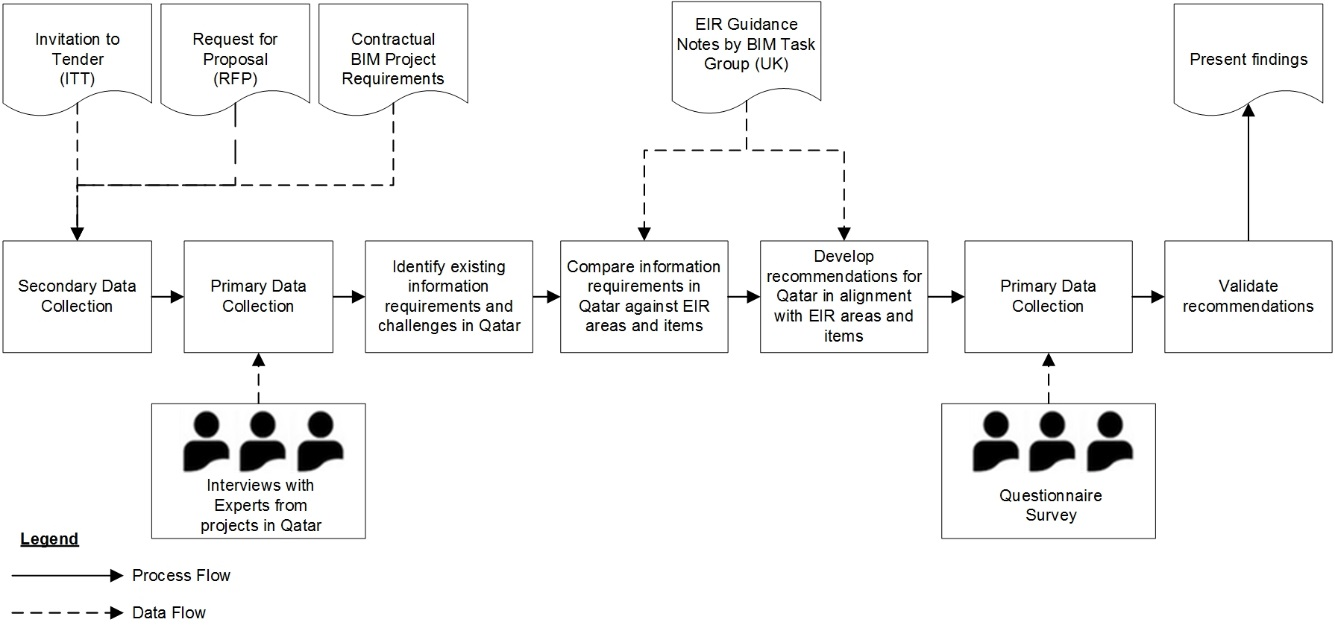 Invitation to
Tender
(ITT)
Request for
Proposal
(RFP)
Contractual
BIM Project
Requirements
EIR Guidance
Notes by BIM Task
Group (UK)
Present findings
Secondary Data
Collection
Primary Data
Collection
Identify existing
information
requirements and
challenges in Qatar
Compare information
requirements in
Qatar against EIR
areas and items
Develop
recommendations for
Qatar in alignment
with EIR areas and
items
Primary Data
Collection
Validate
recommendations
Interviews with
Experts from
projects in Qatar
Questionnaire
Survey
Legend
Process Flow
Data Flow